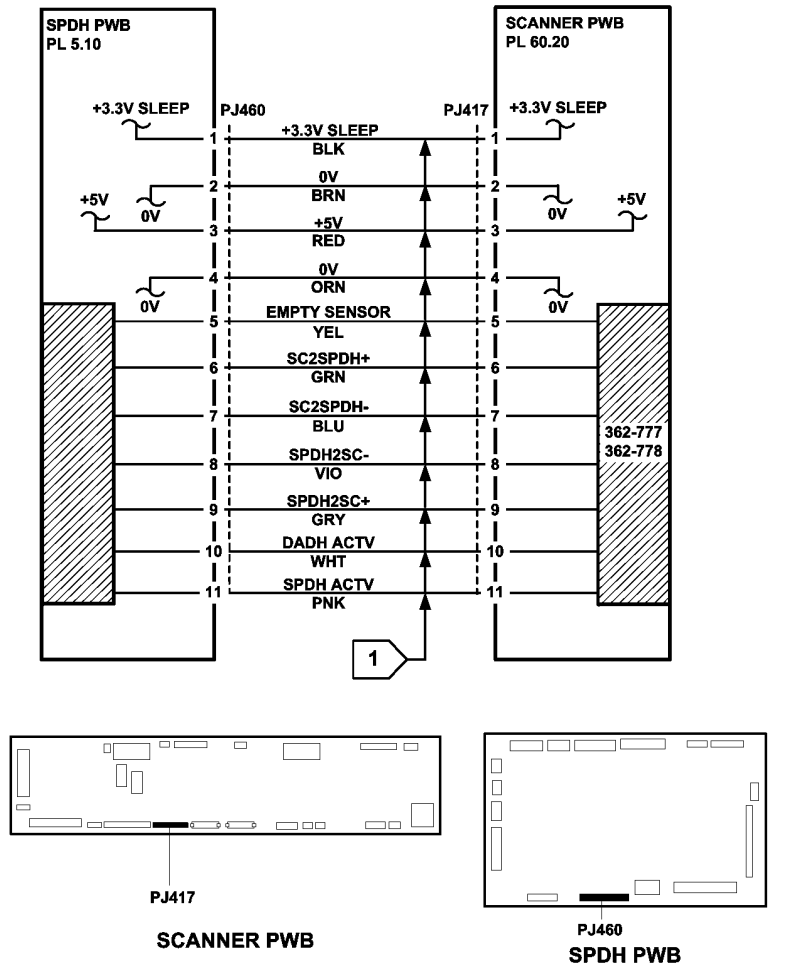 SPDH PWB
PL 5.10
SCANNER PWB
PL 60.20
+3.3V SLEEP
PJ460
PJ417
+3.3V SLEEP
1
+3.3V SLEEP
BLK
1
2
0V
BRN
2
+5V
0V
0V
+5V
3
+5V
RED
3
4
0V
ORN
4
0V
0V
5
EMPTY SENSOR
YEL
5
6
SC2SPDH+
GRN
6
7
SC2SPDH-
BLU
7
362-777
362-778
8
SPDH2SC-
VIO
8
9
SPDH2SC+
GRY
9
10
DADH ACTV
WHT
10
11
SPDH ACTV
PNK
11
1
PJ417
SCANNER PWB
PJ460
SPDH PWB